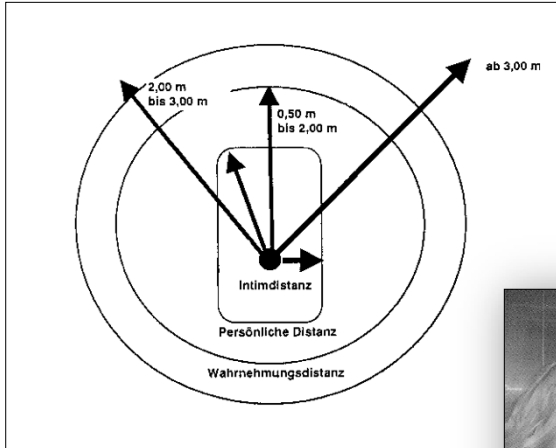 ab 3,00 m
2,00 m
bis 3,00 m
0,50 m
bis 2,00 m
Intimdistanz
Persönliche Distanz
Wahrnehmungsdistanz